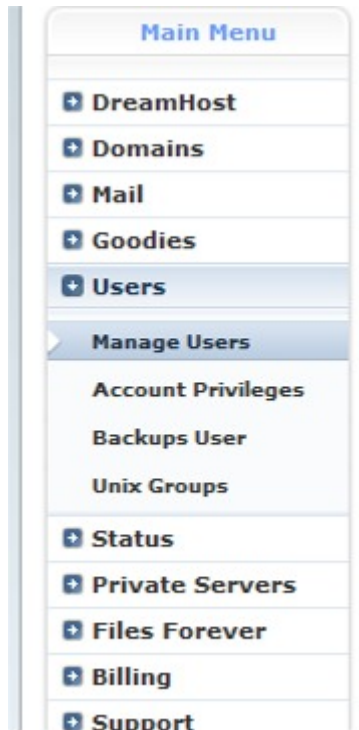 Main Menu
DreamHost
Domains
Mail
Goodies
Users
Manage Users
Account Privileges
Backups User
Unix Groups
Status
Private Servers
Files Forever
Billing
Support